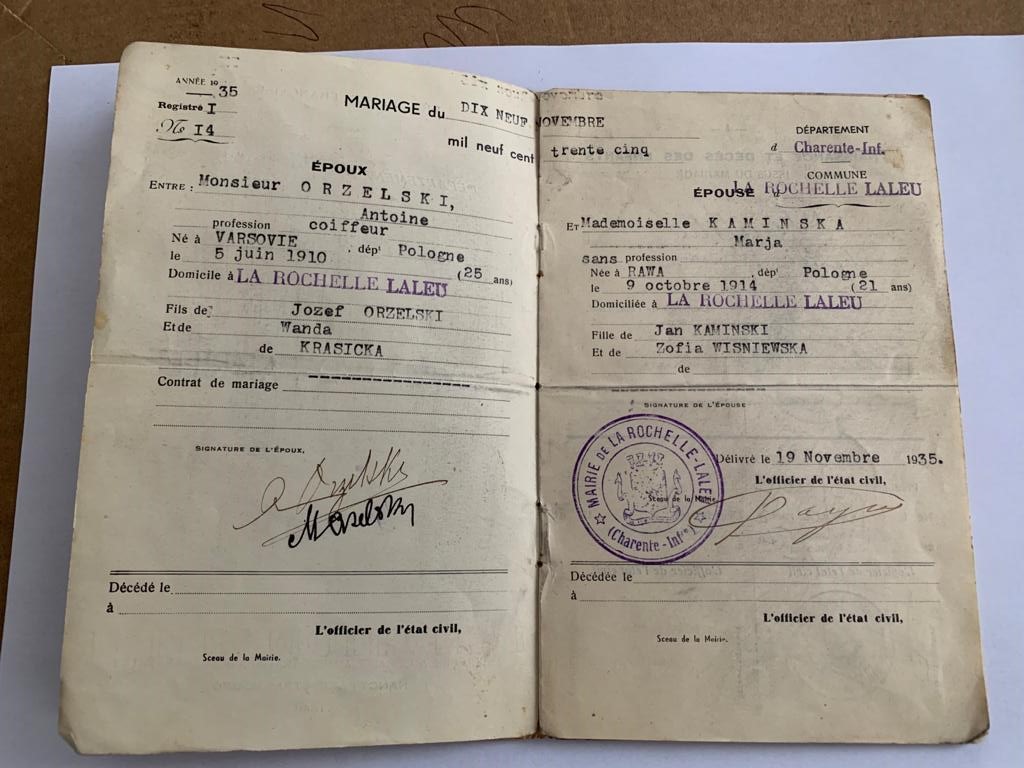 ANNÉE 19 35
Registre I
No 14
MARIAGE du DIX NEUF NOVEMBRE
mil neuf cent trente cinq
ÉPOUX
ENTRE : Monsieur ORZELSKI,
Antoine
profession coiffeur
Né à VARSOVIE , dépt Pologne
le 5 juin 1910 (25 ans)
Domicile à LA ROCHELLE LALEU
Fils de Jozef ORZELSKI
Et de Wanda
de KRASICKA
Contrat de mariage ----------------
SIGNATURE DE L'ÉPOUX,
Décédé le
à
L'officier de l'état civil,
Sceau de la Mairie.
DÉPARTEMENT
d Charente-Inf.
COMMUNE
ÉPOUSE LA ROCHELLE LALEU
ET Mademoiselle KAMINSKA
Marja
sans profession
Née à RAWA , dépt Pologne
le 9 octobre 1914 (21 ans)
Domiciliée à LA ROCHELLE LALEU
Fille de Jan KAMINSKI
Et de Zofia WISNIEWSKA
de
SIGNATURE DE L'ÉPOUSE
MAIRIE DE LA ROCHELLE-LALEU
(Charente-Infre)
Délivré le 19 Novembre 1935.
L'officier de l'état civil,
Sceau de la Mairie
Décédée le
à
L'officier de l'état civil,
Sceau de la Mairie.